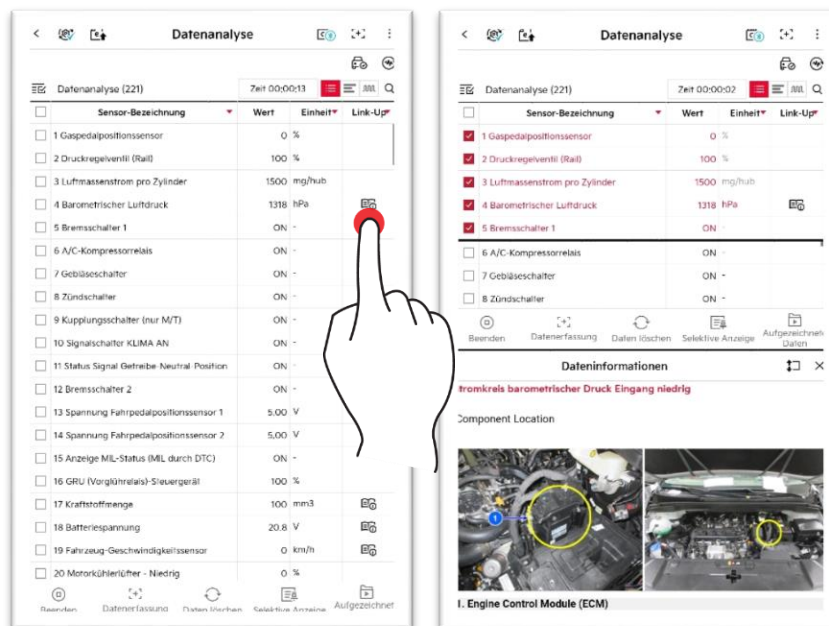 Datenanalyse
Datenanalyse (221)
Zeit 00:00:13
Sensor-Bezeichnung Wert Einheit Link-Up
1 Gaspedalpositionssensor 0 %
2 Druckregelventil (Rail) 100 %
3 Luftmassenstrom pro Zylinder 1500 mg/hub
4 Barometrischer Luftdruck 1318 hPa
5 Bremsschalter 1 ON -
6 A/C-Kompressorrelais ON -
7 Gebläseschalter ON -
8 Zündschalter ON -
9 Kupplungsschalter (nur M/T) ON -
10 Signalschalter KLIMA AN ON -
11 Status Signal Getreibe-Neutral-Position ON -
12 Bremsschalter 2 ON -
13 Spannung Fahrpedalpositionssensor 1 5.00 V
14 Spannung Fahrpedalpositionssensor 2 5.00 V
15 Anzeige MIL-Status (MIL durch DTC) ON -
16 GRU (Vorglührelais)-Steuergerät 100 %
17 Kraftstoffmenge 100 mm3
18 Batteriespannung 20.8 V
19 Fahrzeug-Geschwindigkeitssensor 0 km/h
20 Motorkühlerlüfter - Niedrig 0 %
Beenden Datenerfassung Daten löschen Selektive Anzeige Aufgezeichnet
Datenanalyse
Datenanalyse (221)
Zeit 00:00:02
Sensor-Bezeichnung Wert Einheit Link-Up
1 Gaspedalpositionssensor 0 %
2 Druckregelventil (Rail) 100 %
3 Luftmassenstrom pro Zylinder 1500 mg/hub
4 Barometrischer Luftdruck 1318 hPa
5 Bremsschalter 1 ON -
6 A/C-Kompressorrelais ON -
7 Gebläseschalter ON -
8 Zündschalter ON -
Beenden Datenerfassung Daten löschen Selektive Anzeige Aufgezeichnete
Daten
Dateninformationen
tromkreis barometrischer Druck Eingang niedrig
Component Location
1
1. Engine Control Module (ECM)